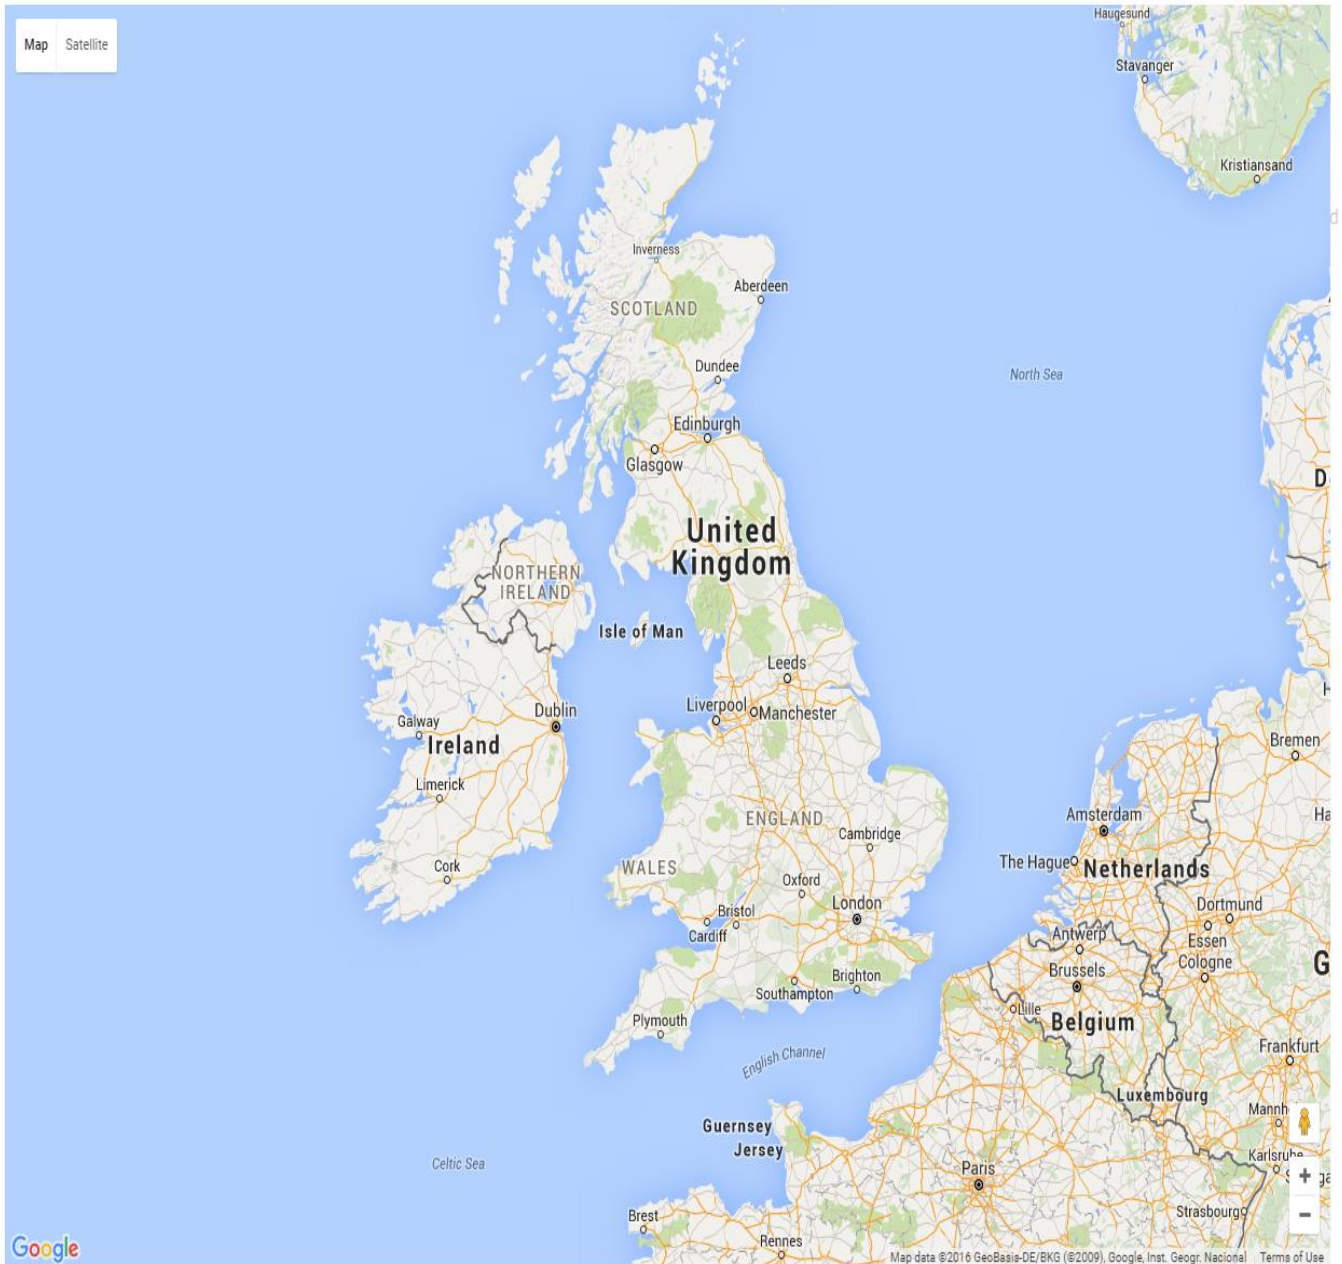 Haugesund
Map Satellite
Stavanger
Kristiansand
d
Inverness
Aberdeen
SCOTLAND
Dundee
North Sea
Edinburgh
Glasgow
D
United
Kingdom
NORTHERN
IRELAND
Isle of Man
Leeds
Liverpool
Manchester
Dublin
Galway
Ireland
Limerick
H
Bremen
Amsterdam
Ha
ENGLAND
Cambridge
The Hague
Netherlands
WALES
Cork
Oxford
London
Dortmund
Bristol
Cardiff
Antwerp
Essen
Cologne
G
Brussels
Brighton
Southampton
Lille
Belgium
Plymouth
English Channel
Frankfurt
Luxembourg
Mannh
Guernsey
Jersey
Karlsruhe
Celtic Sea
Paris
+
Brest
Strasbourg
−
Rennes
Google
Map data ©2016 GeoBasis-DE/BKG (©2009), Google, Inst. Geogr. Nacional Terms of Use